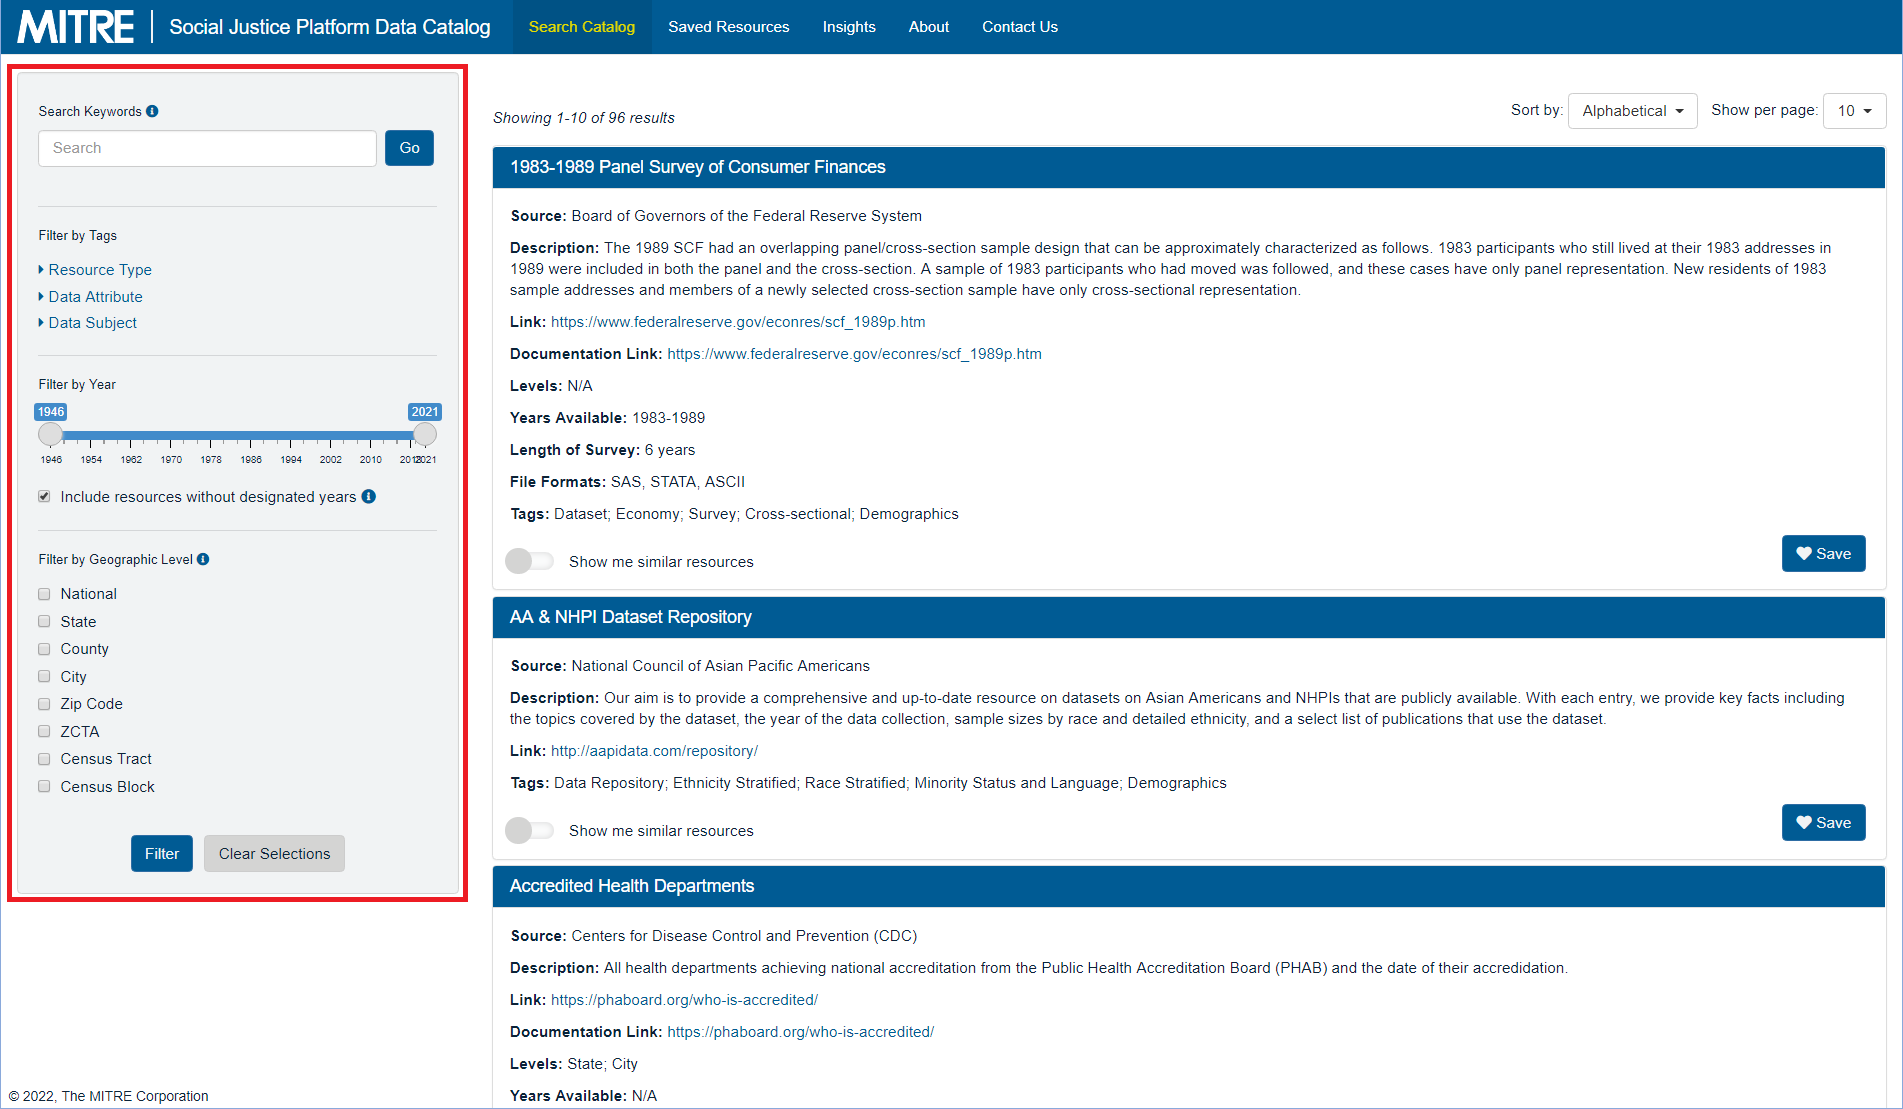 MITRE Social Justice Platform Data Catalog Search Catalog Saved Resources Insights About Contact Us
Search Keywords
Search Go
Filter by Tags
Resource Type
Data Attribute
Data Subject
Filter by Year
1946 2021
1946 1954 1962 1970 1978 1986 1994 2002 2010 2018 2021
Include resources without designated years
Filter by Geographic Level
National
State
County
City
Zip Code
ZCTA
Census Tract
Census Block
Filter Clear Selections
© 2022, The MITRE Corporation
Showing 1-10 of 96 results
Sort by: Alphabetical Show per page: 10
1983-1989 Panel Survey of Consumer Finances
Source: Board of Governors of the Federal Reserve System
Description: The 1989 SCF had an overlapping panel/cross-section sample design that can be approximately characterized as follows. 1983 participants who still lived at their 1983 addresses in
1989 were included in both the panel and the cross-section. A sample of 1983 participants who had moved was followed, and these cases have only panel representation. New residents of 1983
sample addresses and members of a newly selected cross-section sample have only cross-sectional representation.
Link: https://www.federalreserve.gov/econres/scf_1989p.htm
Documentation Link: https://www.federalreserve.gov/econres/scf_1989p.htm
Levels: N/A
Years Available: 1983-1989
Length of Survey: 6 years
File Formats: SAS, STATA, ASCII
Tags: Dataset; Economy; Survey; Cross-sectional; Demographics
Show me similar resources Save
AA & NHPI Dataset Repository
Source: National Council of Asian Pacific Americans
Description: Our aim is to provide a comprehensive and up-to-date resource on datasets on Asian Americans and NHPIs that are publicly available. With each entry, we provide key facts including
the topics covered by the dataset, the year of the data collection, sample sizes by race and detailed ethnicity, and a select list of publications that use the dataset.
Link: http://aapidata.com/repository/
Tags: Data Repository; Ethnicity Stratified; Race Stratified; Minority Status and Language; Demographics
Show me similar resources Save
Accredited Health Departments
Source: Centers for Disease Control and Prevention (CDC)
Description: All health departments achieving national accreditation from the Public Health Accreditation Board (PHAB) and the date of their accredidation.
Link: https://phaboard.org/who-is-accredited/
Documentation Link: https://phaboard.org/who-is-accredited/
Levels: State; City
Years Available: N/A